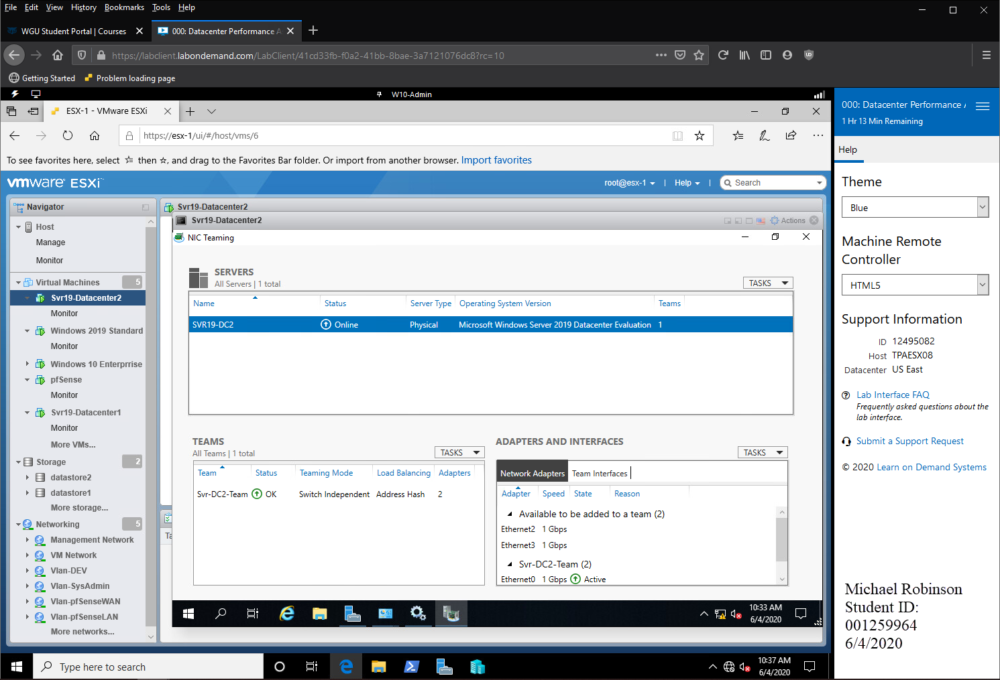 File Edit View History Bookmarks Tools Help
WGU Student Portal | Courses
000: Datacenter Performance A
https://labclient.labondemand.com/LabClient/41cd33fb-f0a2-41bb-8bae-3a7121076dc8?rc=10
Getting Started
Problem loading page
W10-Admin
ESX-1 - VMware ESXi
https://esx-1/ui/#/host/vms/6
To see favorites here, select then ☆, and drag to the Favorites Bar folder. Or import from another browser. Import favorites
vmware ESXi
root@esx-1 | Help | Search
Navigator
Host
Manage
Monitor
Virtual Machines 5
Svr19-Datacenter2
Monitor
Windows 2019 Standard
Monitor
Windows 10 Enterprrise
pfSense
Monitor
Svr19-Datacenter1
Monitor
More VMs...
Storage 2
datastore2
datastore1
More storage...
Networking 5
Management Network
VM Network
Vlan-DEV
Vlan-SysAdmin
Vlan-pfSenseWAN
Vlan-pfSenseLAN
More networks...
Svr19-Datacenter2
Svr19-Datacenter2
Actions
NIC Teaming
SERVERS
All Servers | 1 total
TASKS
Name Status Server Type Operating System Version Teams
SVR19-DC2 Online Physical Microsoft Windows Server 2019 Datacenter Evaluation 1
TEAMS
All Teams | 1 total
TASKS
Team Status Teaming Mode Load Balancing Adapters
Svr-DC2-Team OK Switch Independent Address Hash 2
ADAPTERS AND INTERFACES
TASKS
Network Adapters Team Interfaces
Adapter Speed State Reason
Available to be added to a team (2)
Ethernet2 1 Gbps
Ethernet3 1 Gbps
Svr-DC2-Team (2)
Ethernet0 1 Gbps Active
Ta
10:33 AM
6/4/2020
Type here to search
10:37 AM
6/4/2020
000: Datacenter Performance A
1 Hr 13 Min Remaining
Help
Theme
Blue
Machine Remote
Controller
HTML5
Support Information
ID 12495082
Host TPAESX08
Datacenter US East
Lab Interface FAQ
Frequently asked questions about the
lab interface.
Submit a Support Request
© 2020 Learn on Demand Systems
Michael Robinson
Student ID:
001259964
6/4/2020